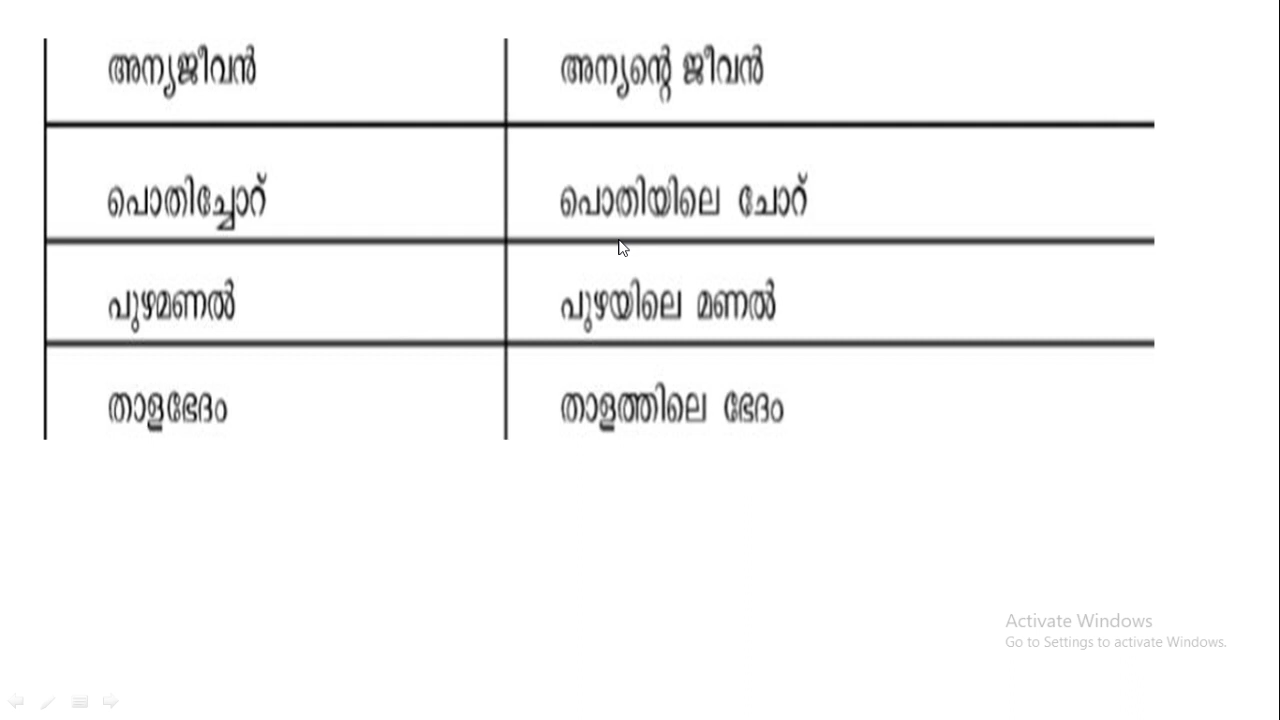 അന്യജീവൻ അന്യന്റെ ജീവൻ
പൊതിച്ചോറ് പൊതിയിലെ ചോറ്
പുഴമണൽ പുഴയിലെ മണൽ
താളഭേദം താളത്തിലെ ഭേദം
Activate Windows
Go to Settings to activate Windows.